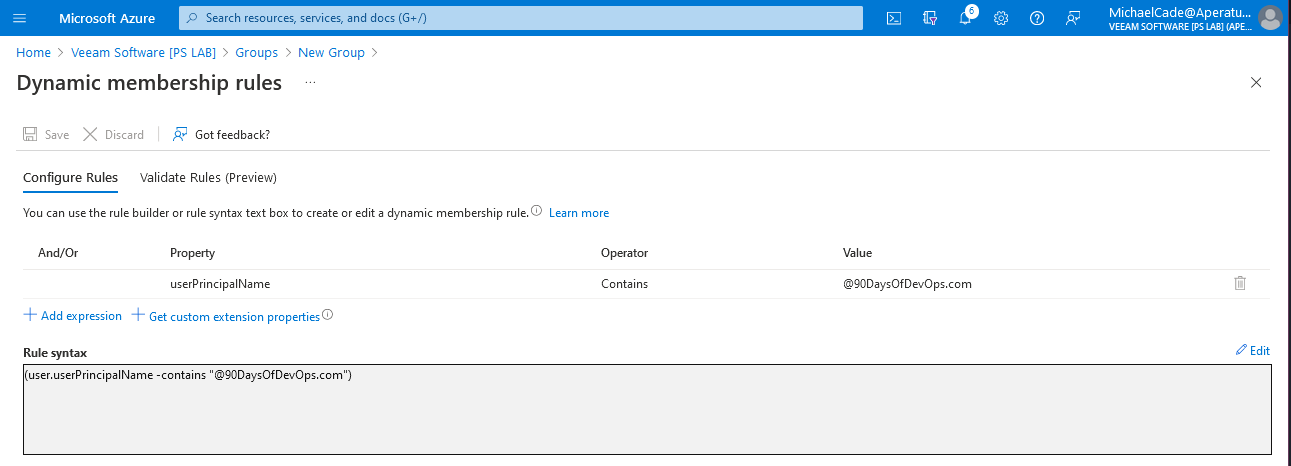 Microsoft Azure
Search resources, services, and docs (G+/)
6
MichaelCade@Aperatu...
VEEAM SOFTWARE [PS LAB] (APE...
Home > Veeam Software [PS LAB] > Groups > New Group >
Dynamic membership rules ...
Save Discard Got feedback?
Configure Rules Validate Rules (Preview)
You can use the rule builder or rule syntax text box to create or edit a dynamic membership rule. Learn more
And/Or Property Operator Value
userPrincipalName Contains @90DaysOfDevOps.com
+ Add expression + Get custom extension properties
Rule syntax Edit
(user.userPrincipalName -contains "@90DaysOfDevOps.com")